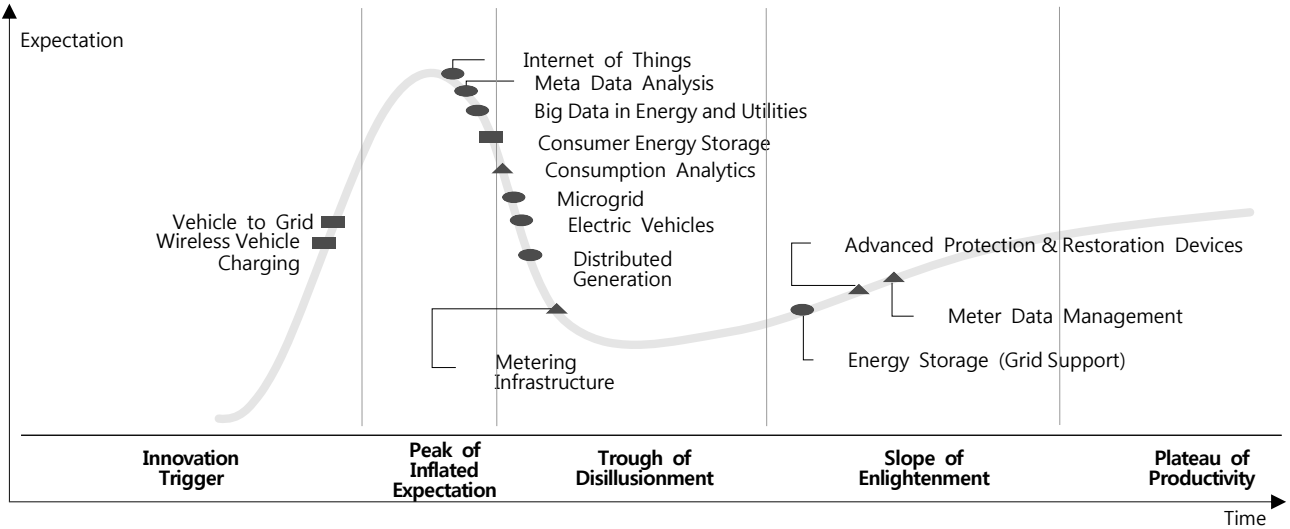 Expectation
Internet of Things
Meta Data Analysis
Big Data in Energy and Utilities
Consumer Energy Storage
Consumption Analytics
Microgrid
Electric Vehicles
Distributed
Generation
Vehicle to Grid
Wireless Vehicle
Charging
Metering
Infrastructure
Advanced Protection & Restoration Devices
Meter Data Management
Energy Storage (Grid Support)
Innovation
Trigger
Peak of
Inflated
Expectation
Trough of
Disillusionment
Slope of
Enlightenment
Plateau of
Productivity
Time